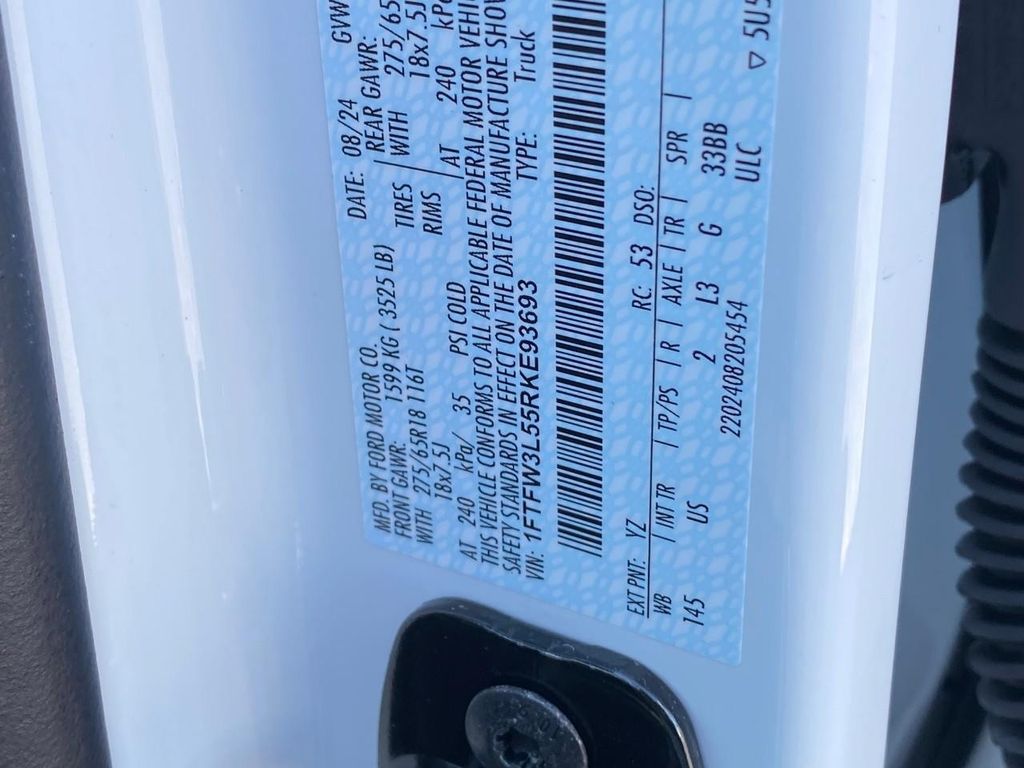 MFD. BY FORD MOTOR CO. DATE: 08/24 GVW
FRONT GAWR: 1599 KG ( 3525 LB) REAR GAWR:
WITH 275/65R18 116T TIRES WITH 275/65
18x7.5J RIMS 18x7.5J
AT 240 kPa/ 35 PSI COLD AT 240
THIS VEHICLE CONFORMS TO ALL APPLICABLE FEDERAL MOTOR
SAFETY STANDARDS IN EFFECT ON THE DATE OF MANUFACTURE
VIN: 1FTFW3L55RKE93693 TYPE: Truck
EXT PNT: YZ RC: 53 DSO:
WB | INT TR | TP/PS | R | AXLE | TR | SPR |
145 US 2 L3 G 33BB
2202408205454 ULC
▽ 5U5